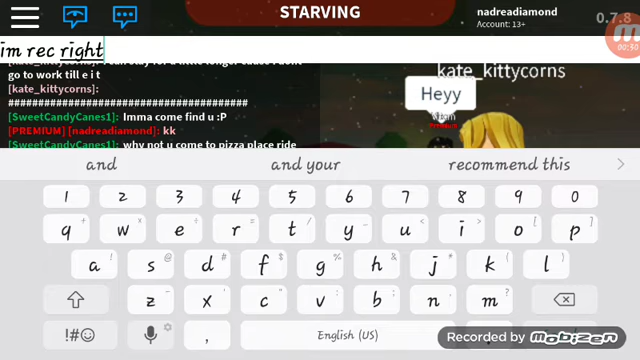 STARVING
nadreadiamond
Account: 13+
0.7.8
00:50
im rec right
go to work till e i t
[kate_kittycorns]:
######################################
[SweetCandyCanes1]: Imma come find u :P
[PREMIUM] [nadreadiamond]: kk
[SweetCandyCanes1]: why not u come to pizza place ride
kate_kittycorns
Heyy
and and your recommend this
1 2 3 4 5 6 7 8 9 0
q w e r t y u i o p
a s d f g h j k l
z x c v b n m
!#☺ , English (US)
Recorded by Mobizen